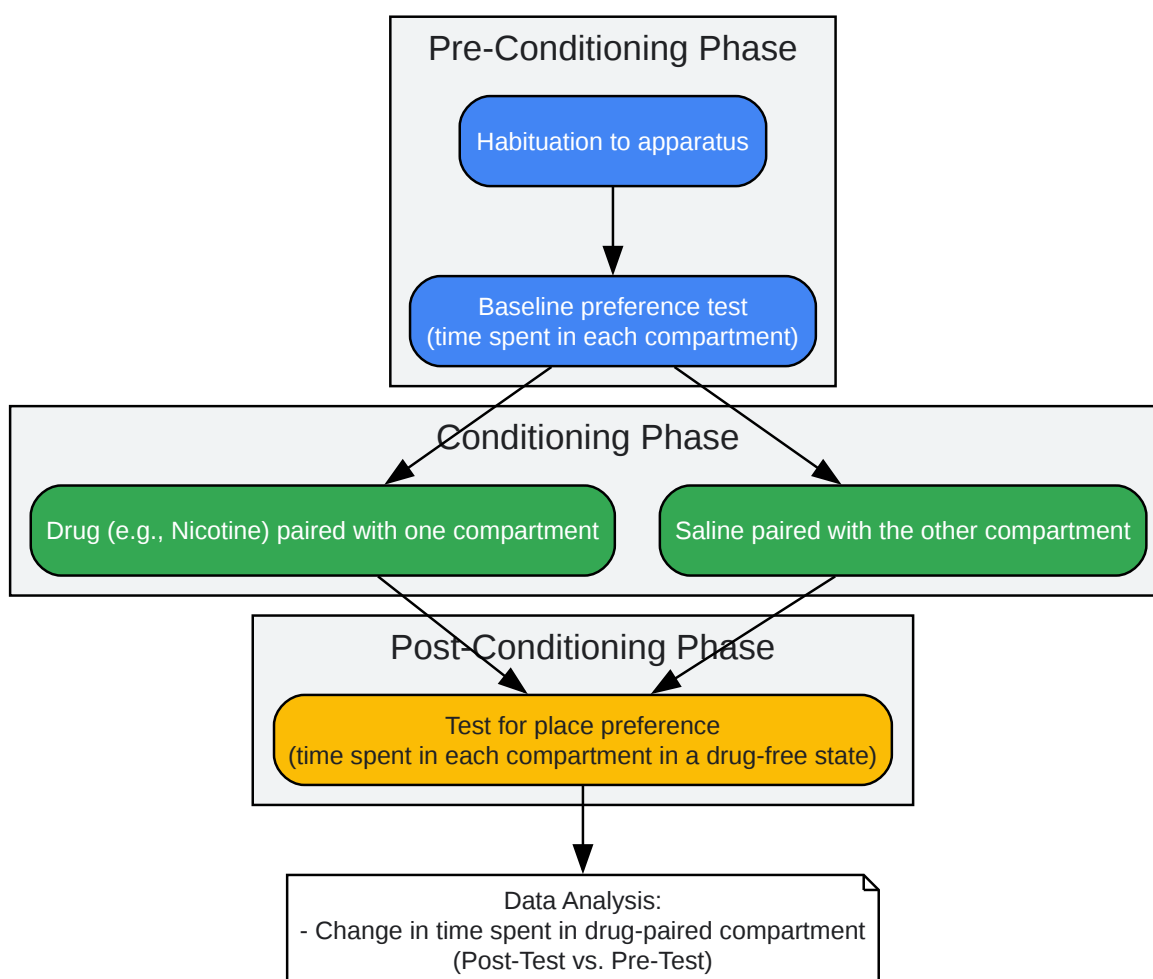 Pre-Conditioning Phase
Habituation to apparatus
Baseline preference test
(time spent in each compartment)
Conditioning Phase
Drug (e.g., Nicotine) paired with one compartment
Saline paired with the other compartment
Post-Conditioning Phase
Test for place preference
(time spent in each compartment in a drug-free state)
Data Analysis:
- Change in time spent in drug-paired compartment
(Post-Test vs. Pre-Test)